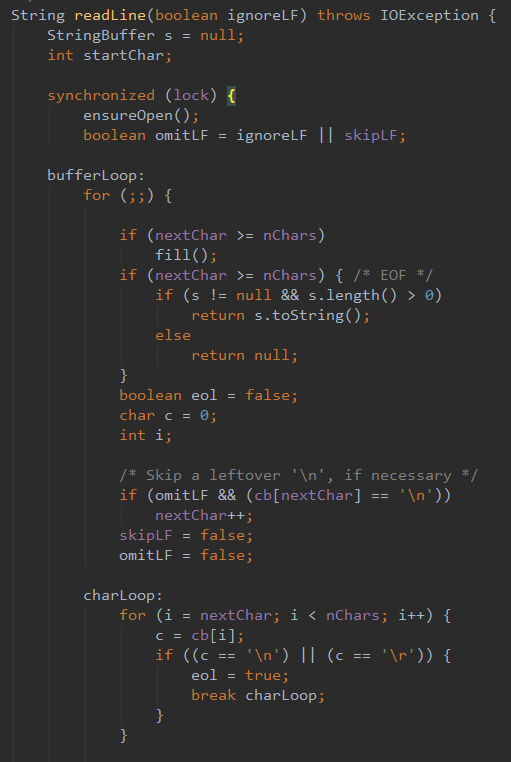 String readLine(boolean ignoreLF) throws IOException {
    StringBuffer s = null;
    int startChar;

    synchronized (lock) {
        ensureOpen();
        boolean omitLF = ignoreLF || skipLF;

    bufferLoop:
        for (;;) {

            if (nextChar >= nChars)
                fill();
            if (nextChar >= nChars) { /* EOF */
                if (s != null && s.length() > 0)
                    return s.toString();
                else
                    return null;
            }
            boolean eol = false;
            char c = 0;
            int i;

            /* Skip a leftover '\n', if necessary */
            if (omitLF && (cb[nextChar] == '\n'))
                nextChar++;
            skipLF = false;
            omitLF = false;

        charLoop:
            for (i = nextChar; i < nChars; i++) {
                c = cb[i];
                if ((c == '\n') || (c == '\r')) {
                    eol = true;
                    break charLoop;
                }
            }